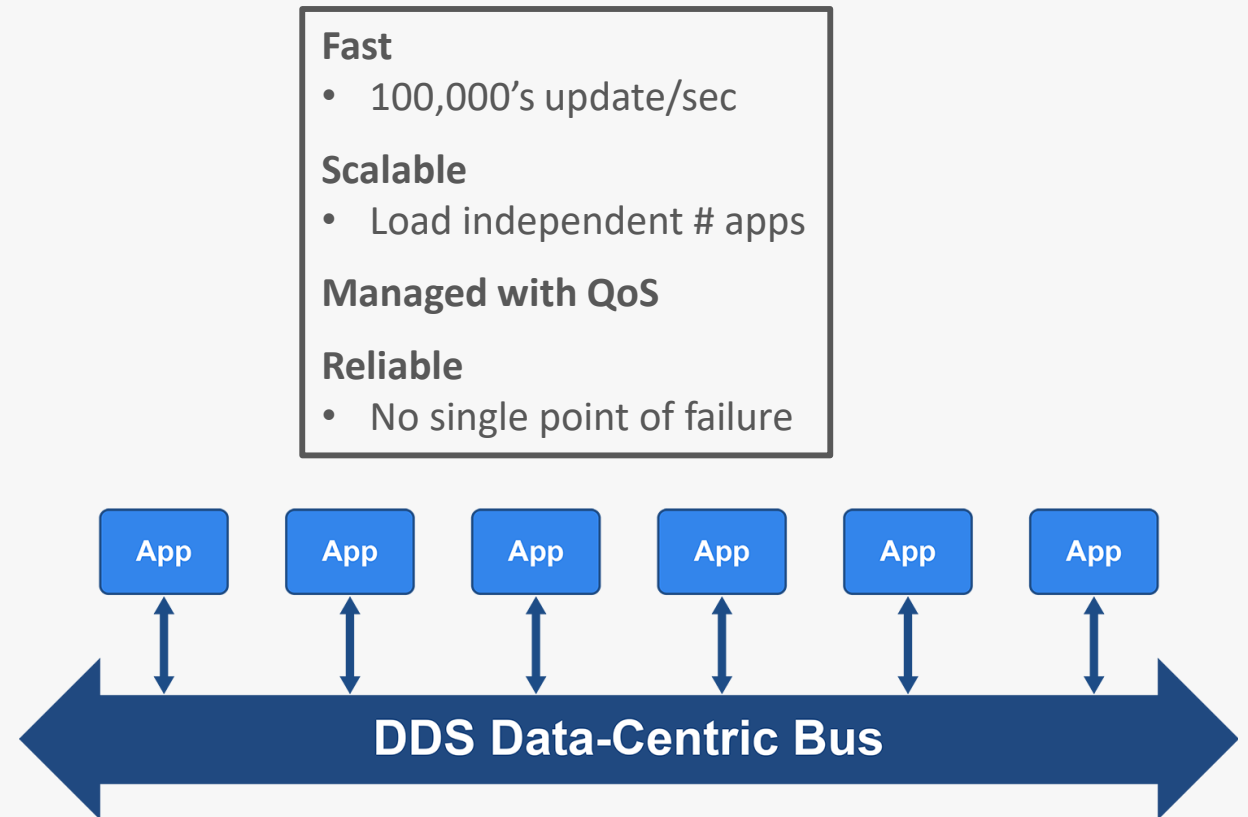 Fast
• 100,000’s update/sec
Scalable
• Load independent # apps
Managed with QoS
Reliable
• No single point of failure
App App App App App App
DDS Data-Centric Bus